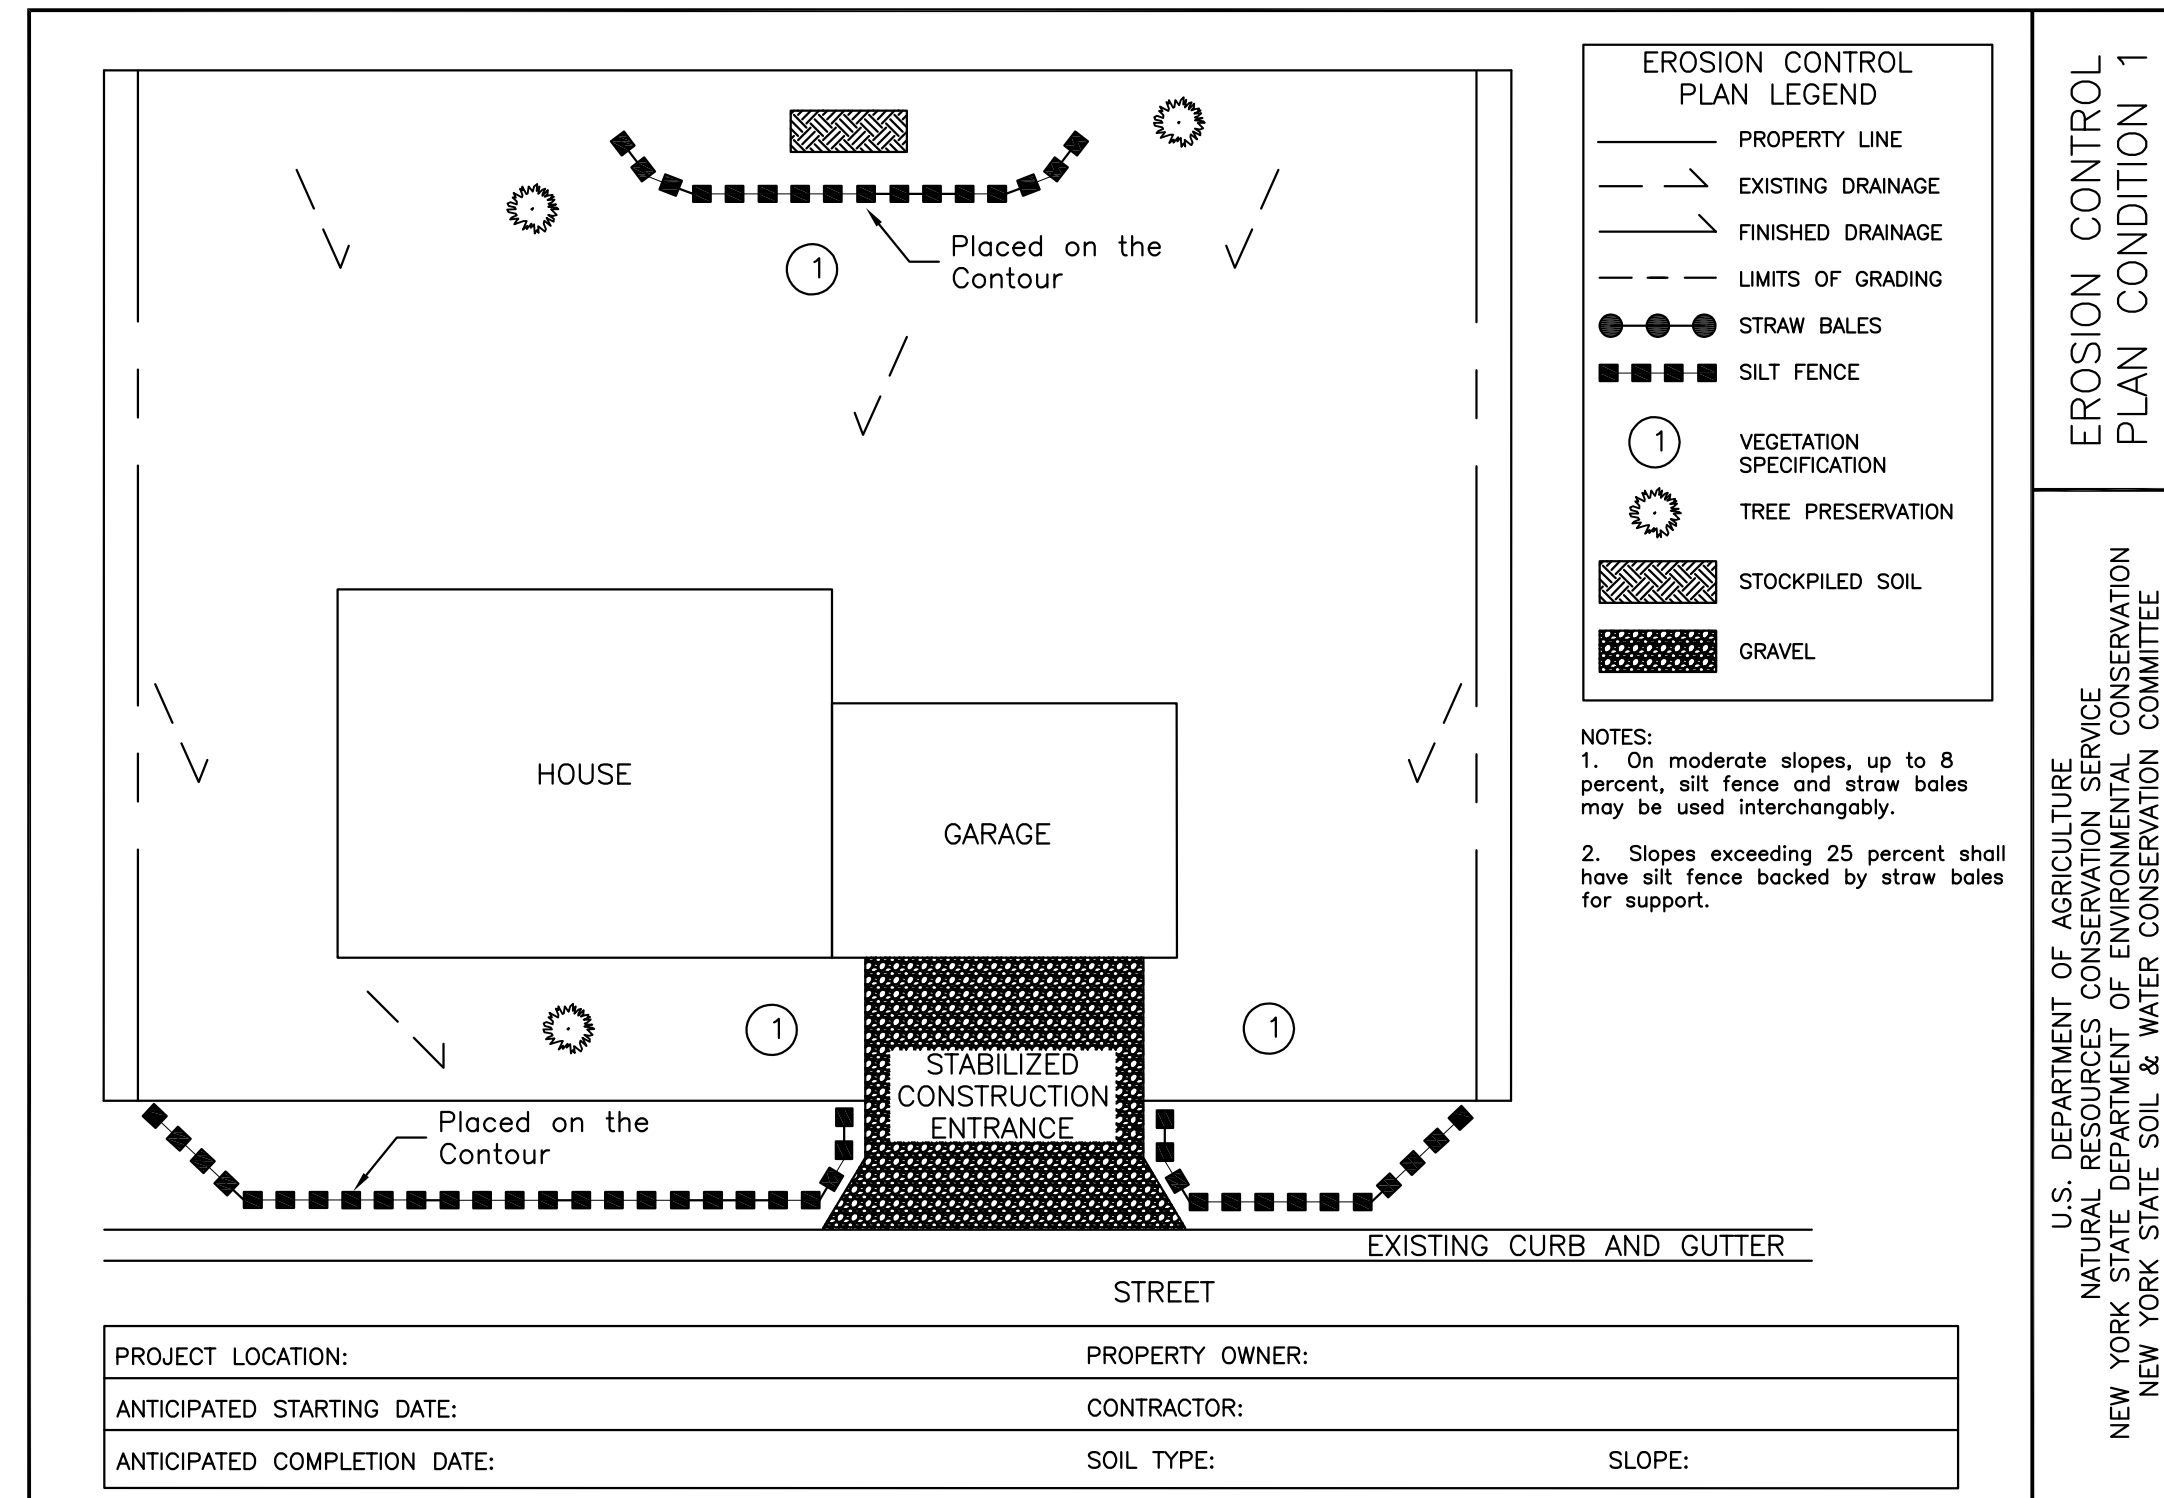 Placed on the
Contour
1
HOUSE
GARAGE
1
1
STABILIZED
CONSTRUCTION
ENTRANCE
Placed on the
Contour
EXISTING CURB AND GUTTER
STREET
EROSION CONTROL
PLAN LEGEND
PROPERTY LINE
EXISTING DRAINAGE
FINISHED DRAINAGE
LIMITS OF GRADING
STRAW BALES
SILT FENCE
1
VEGETATION
SPECIFICATION
TREE PRESERVATION
STOCKPILED SOIL
GRAVEL
NOTES:
1. On moderate slopes, up to 8
percent, silt fence and straw bales
may be used interchangably.
2. Slopes exceeding 25 percent shall
have silt fence backed by straw bales
for support.
PROJECT LOCATION:
PROPERTY OWNER:
ANTICIPATED STARTING DATE:
CONTRACTOR:
ANTICIPATED COMPLETION DATE:
SOIL TYPE:
SLOPE:
EROSION CONTROL
PLAN CONDITION 1
U.S. DEPARTMENT OF AGRICULTURE
NATURAL RESOURCES CONSERVATION SERVICE
NEW YORK STATE DEPARTMENT OF ENVIRONMENTAL CONSERVATION
NEW YORK STATE SOIL & WATER CONSERVATION COMMITTEE